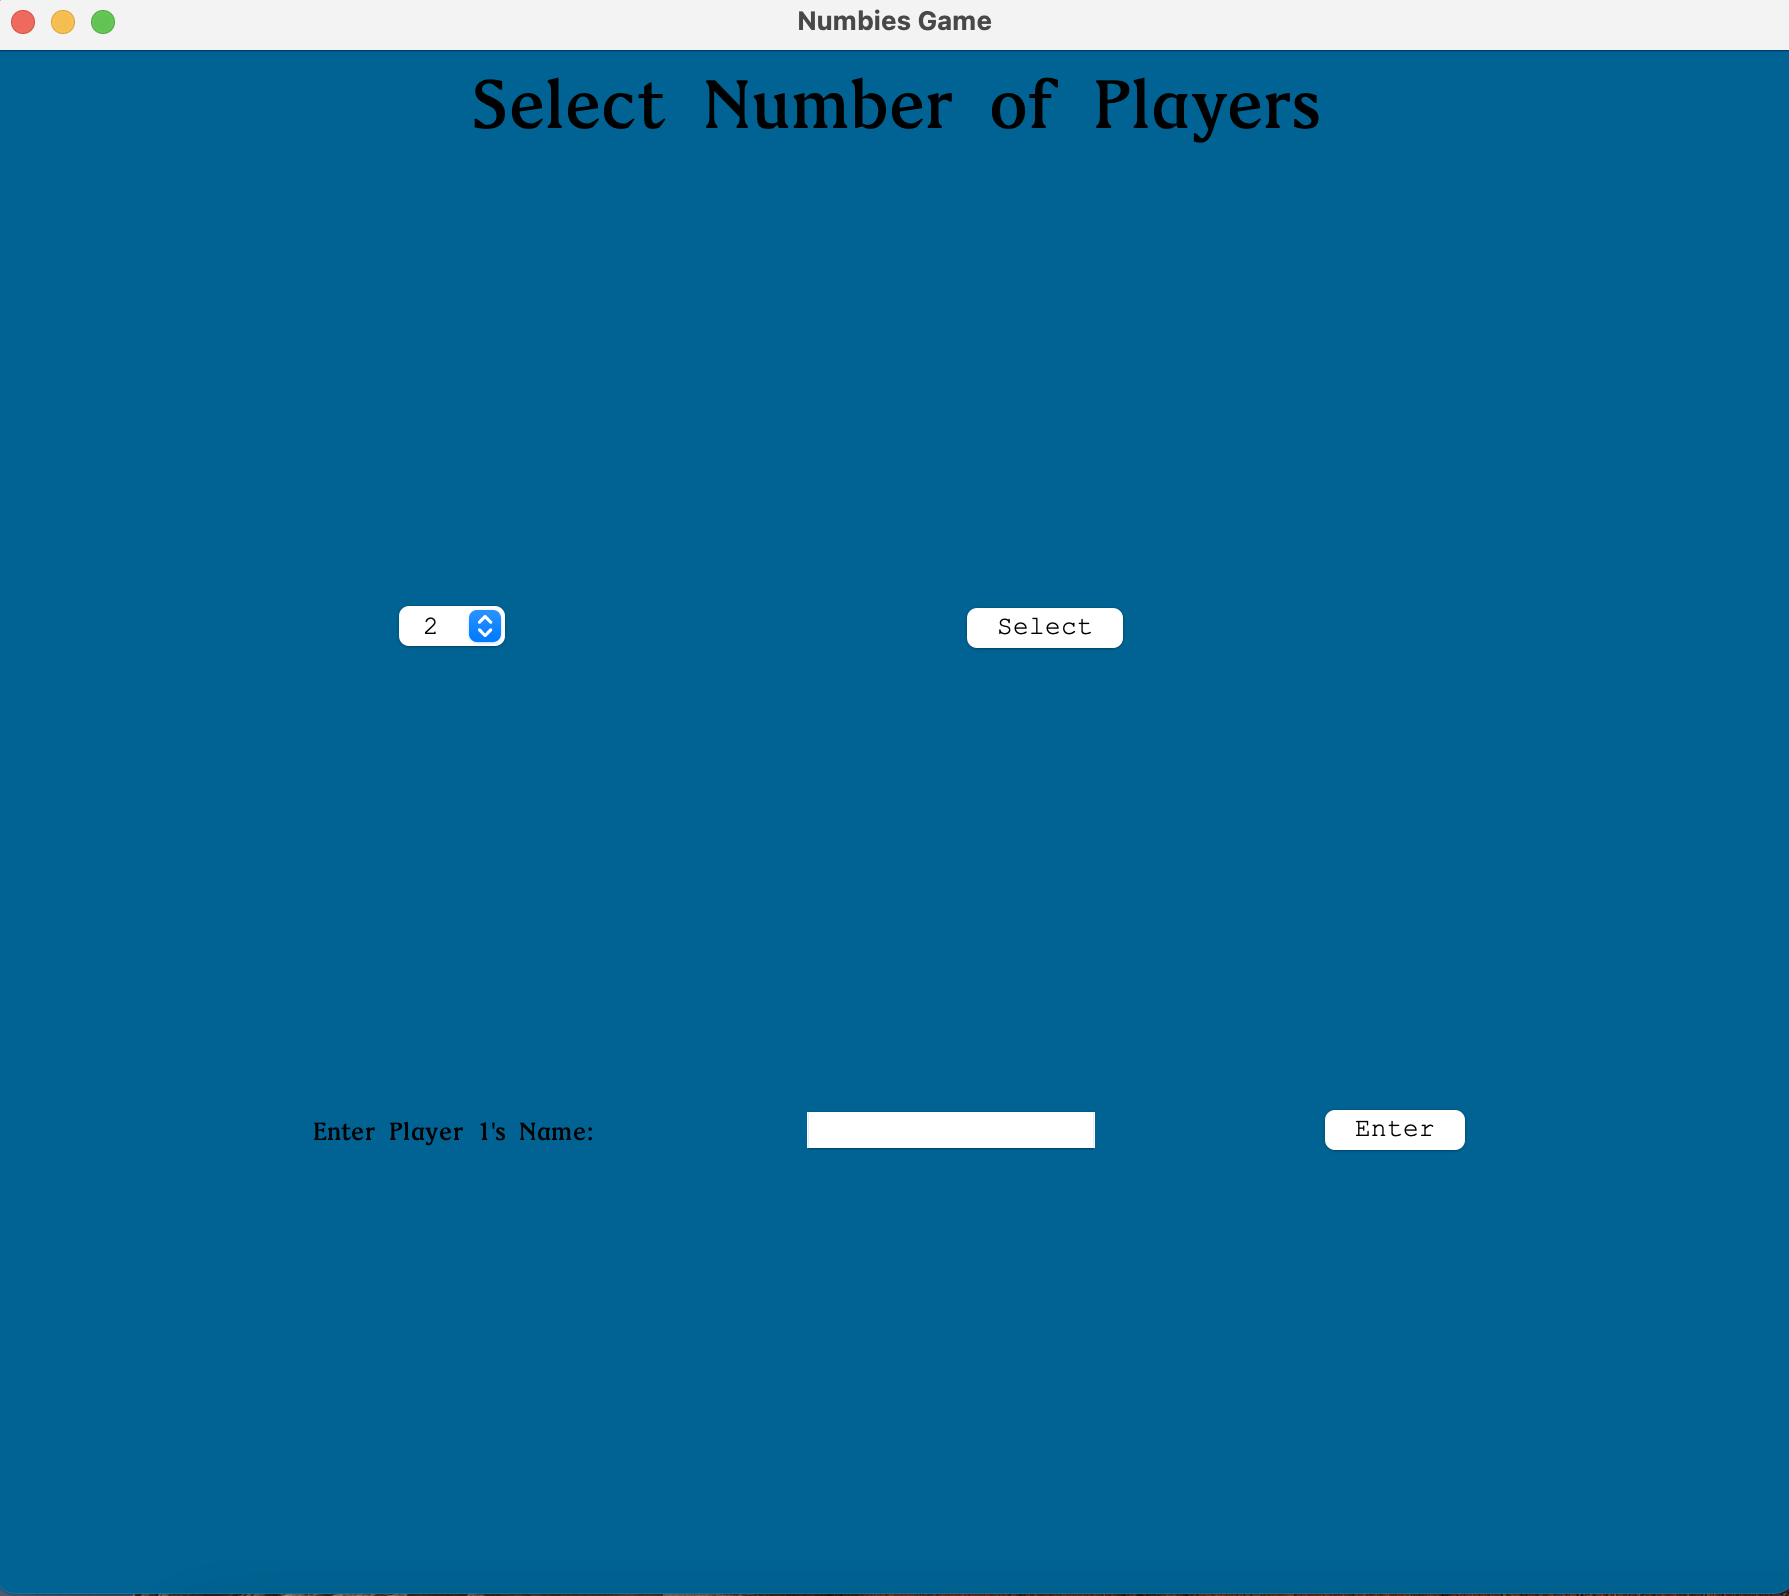 Numbies Game
Select Number of Players
2 Select
Enter Player 1's Name: Enter